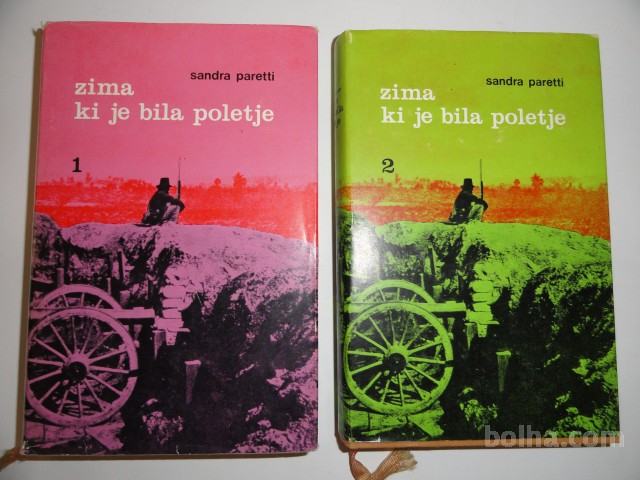 sandra paretti
zima
ki je bila poletje
1
sandra paretti
zima
ki je bila poletje
2
bolha.com